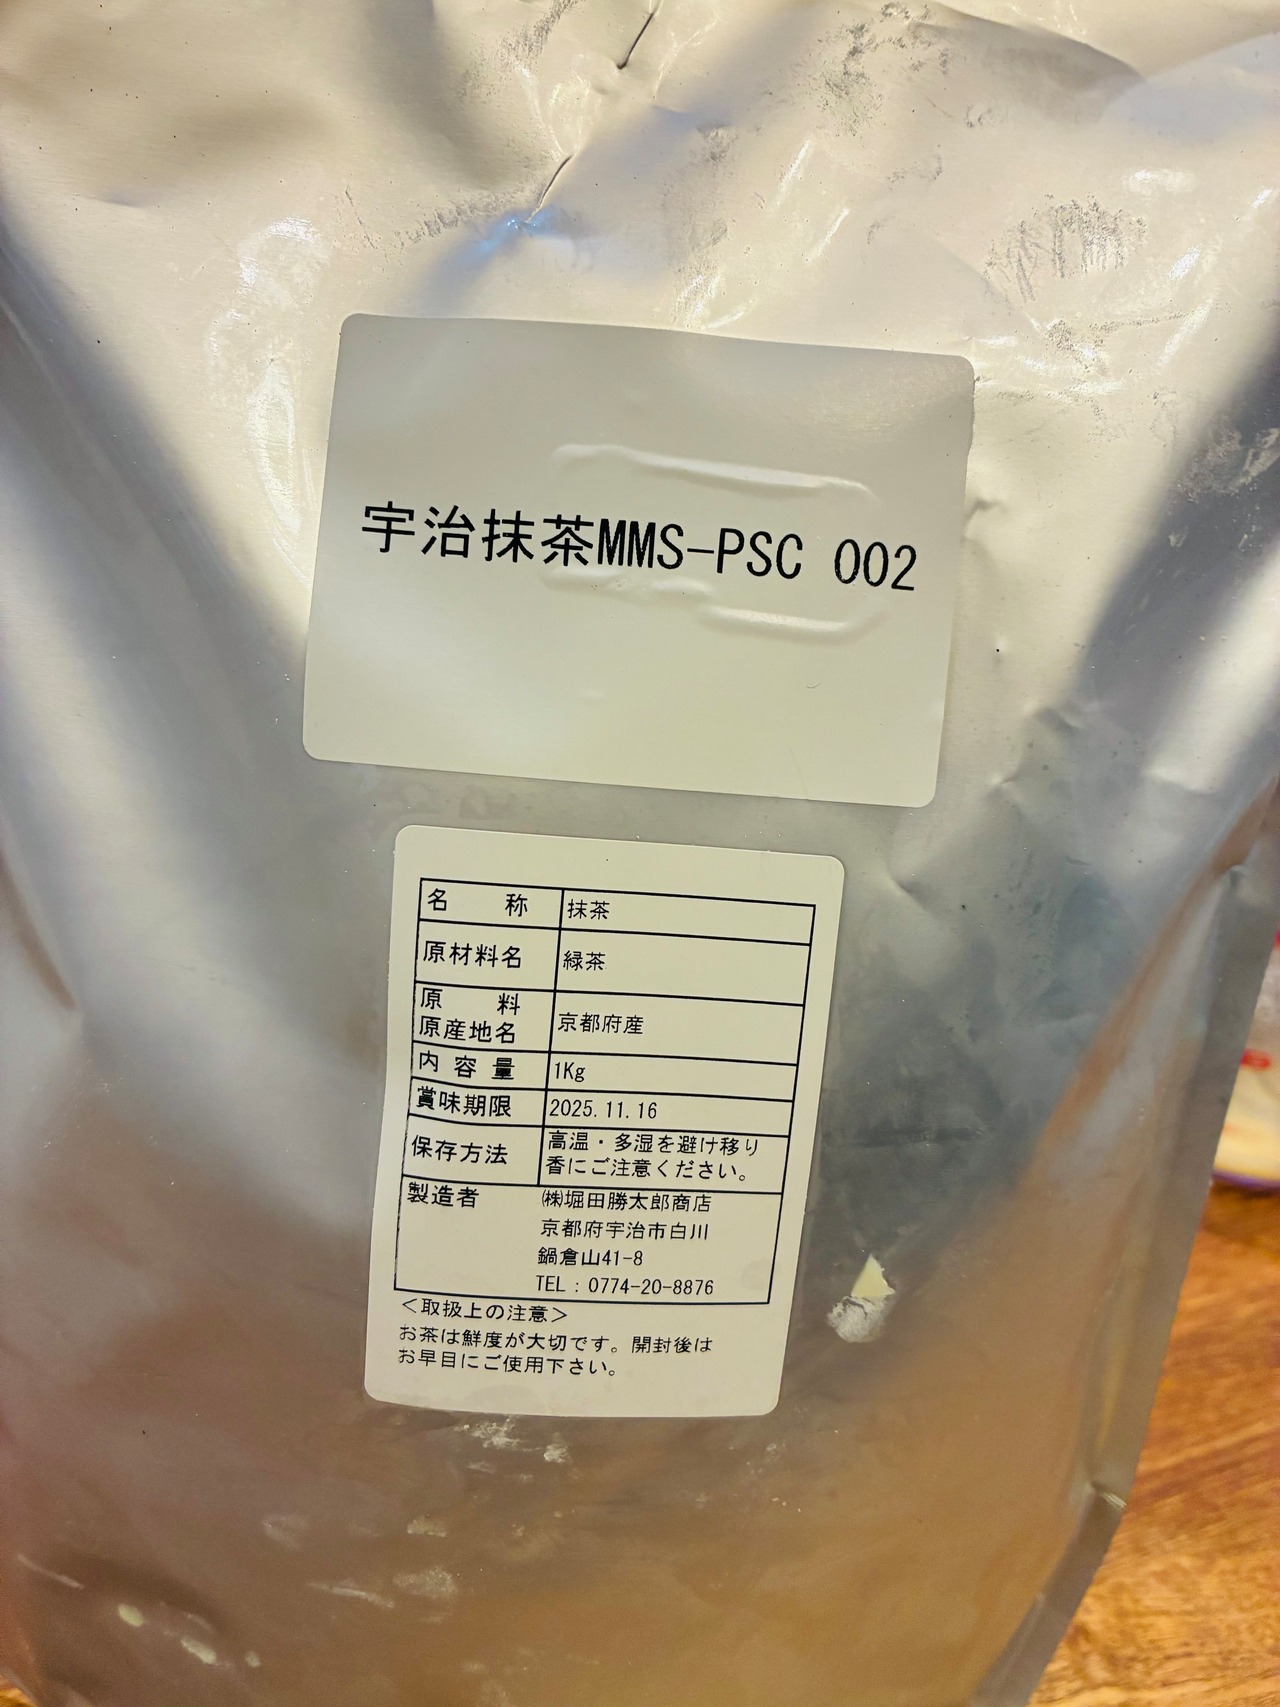 宇治抹茶MMS-PSC 002
名 称 抹茶
原材料名 緑茶
原 料
原産地名 京都府産
内 容 量 1Kg
賞味期限 2025.11.16
保存方法 高温・多湿を避け移り
香にご注意ください。
製造者 ㈱堀田勝太郎商店
京都府宇治市白川
鍋倉山41-8
TEL：0774-20-8876
＜取扱上の注意＞
お茶は鮮度が大切です。開封後は
お早目にご使用下さい。